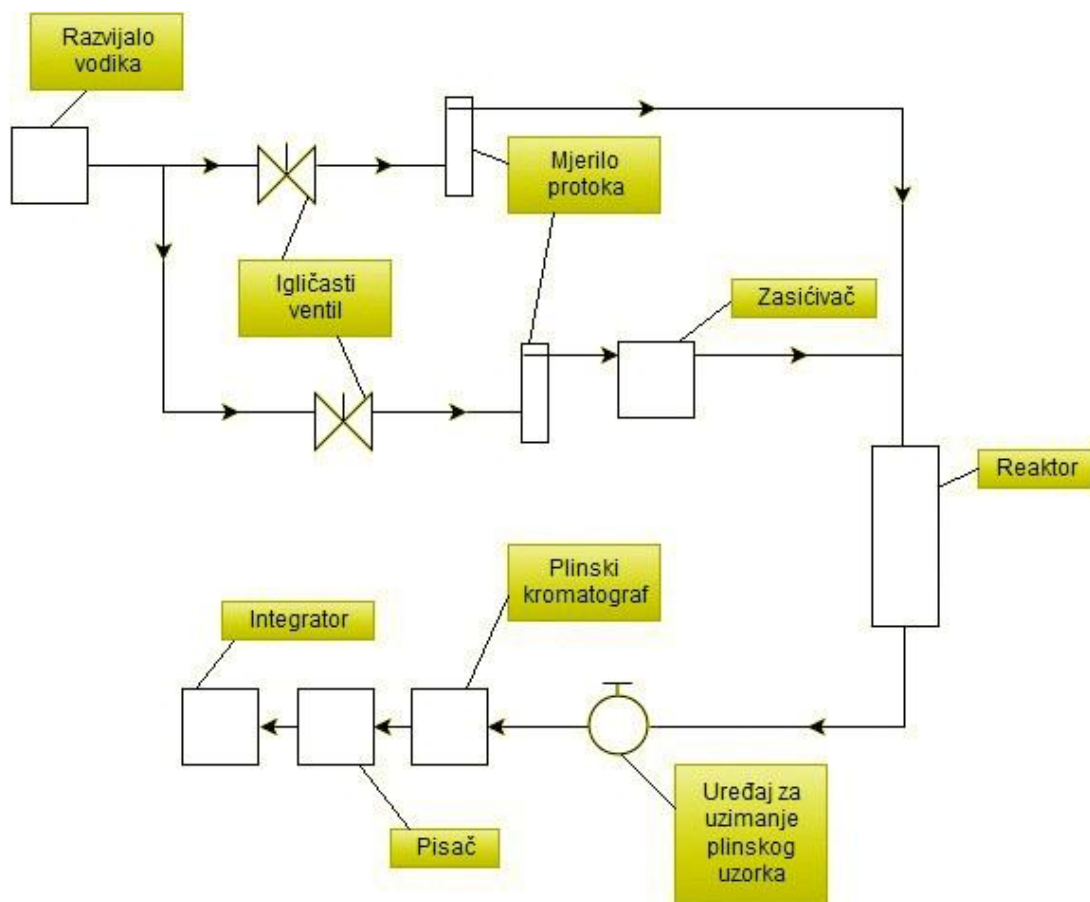 Razvijalo
vodika
Mjerilo
protoka
Igličasti
ventil
Zasićivač
Reaktor
Plinski
kromatograf
Integrator
Uređaj za
uzimanje
plinskog
uzorka
Pisač